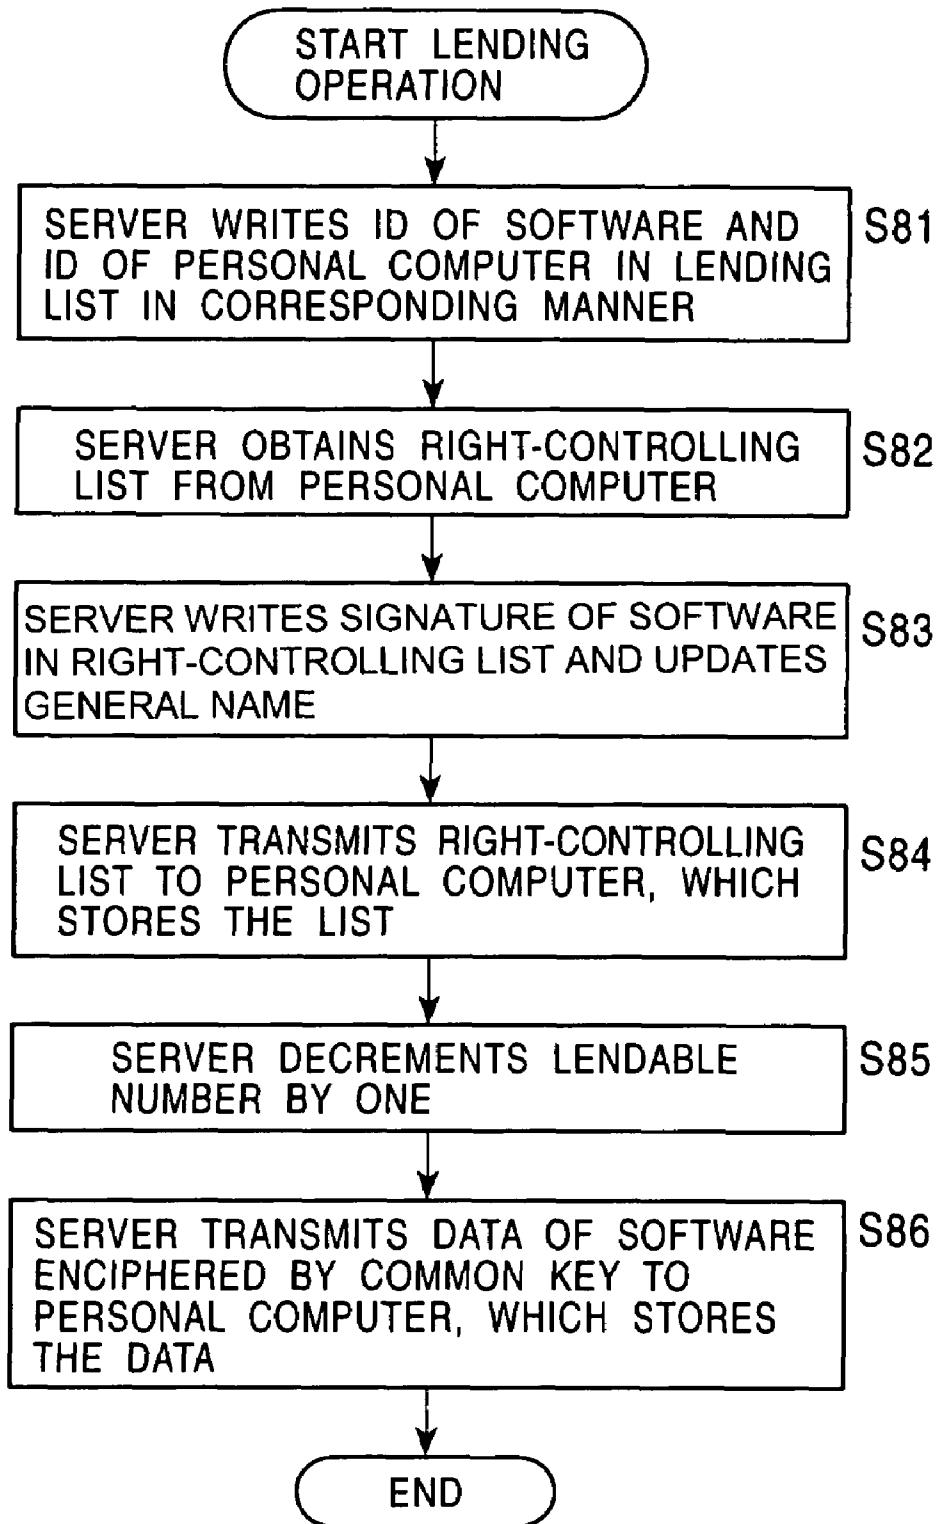 START LENDING
OPERATION
SERVER WRITES ID OF SOFTWARE AND
ID OF PERSONAL COMPUTER IN LENDING
LIST IN CORRESPONDING MANNER
S81
SERVER OBTAINS RIGHT-CONTROLLING
LIST FROM PERSONAL COMPUTER
S82
SERVER WRITES SIGNATURE OF SOFTWARE
IN RIGHT-CONTROLLING LIST AND UPDATES
GENERAL NAME
S83
SERVER TRANSMITS RIGHT-CONTROLLING
LIST TO PERSONAL COMPUTER, WHICH
STORES THE LIST
S84
SERVER DECREMENTS LENDABLE
NUMBER BY ONE
S85
SERVER TRANSMITS DATA OF SOFTWARE
ENCIPHERED BY COMMON KEY TO
PERSONAL COMPUTER, WHICH STORES
THE DATA
S86
END